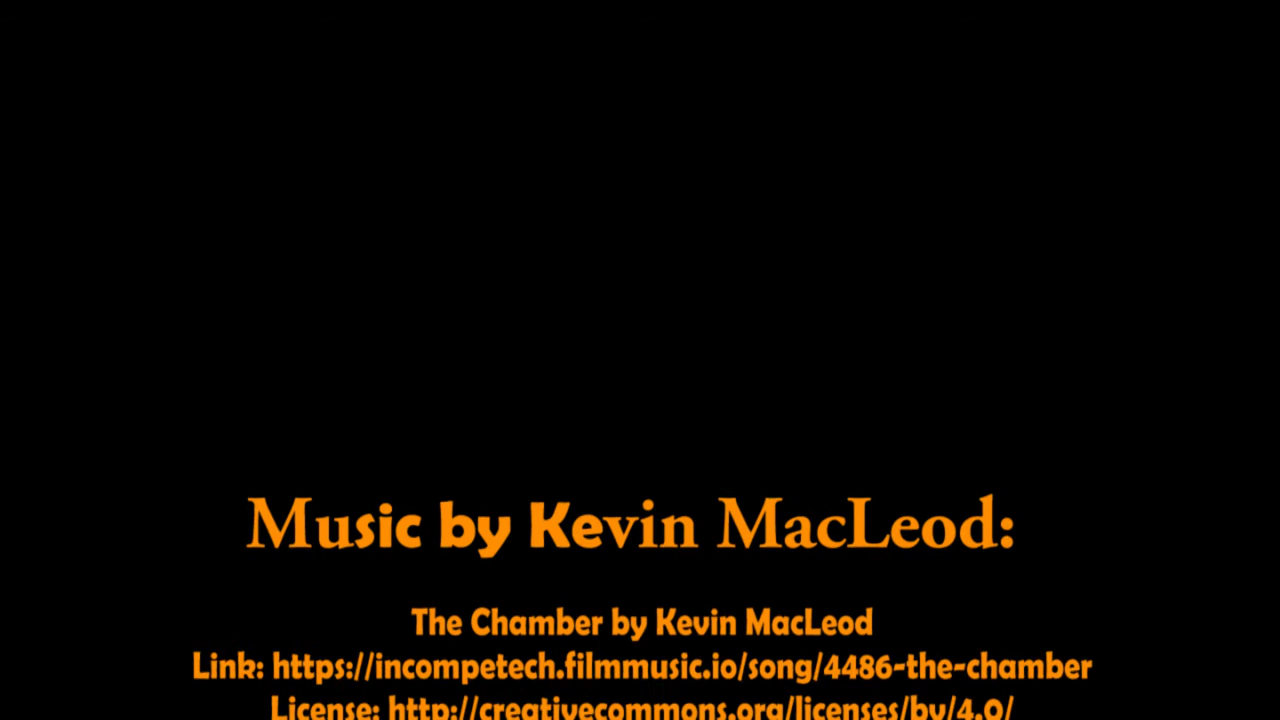 Music by Kevin MacLeod:
The Chamber by Kevin MacLeod
Link: https://incompetech.filmmusic.io/song/4486-the-chamber
License: http://creativecommons.org/licenses/by/4.0/